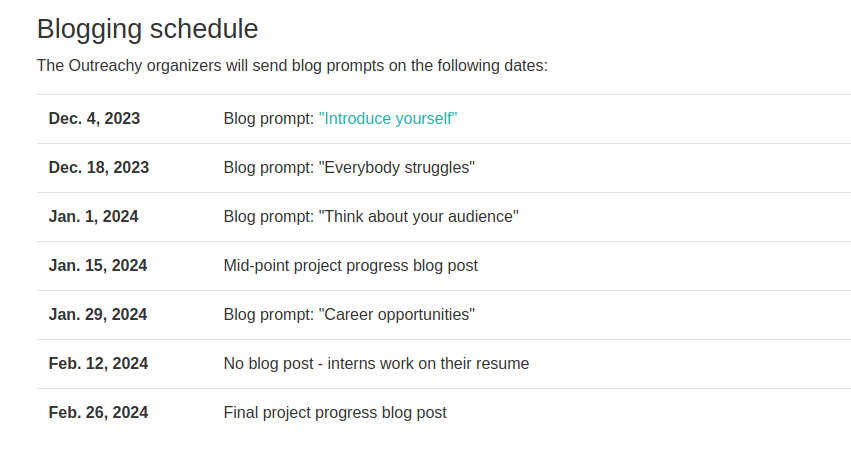 Blogging schedule
The Outreachy organizers will send blog prompts on the following dates:
Dec. 4, 2023 Blog prompt: "Introduce yourself"
Dec. 18, 2023 Blog prompt: "Everybody struggles"
Jan. 1, 2024 Blog prompt: "Think about your audience"
Jan. 15, 2024 Mid-point project progress blog post
Jan. 29, 2024 Blog prompt: "Career opportunities"
Feb. 12, 2024 No blog post - interns work on their resume
Feb. 26, 2024 Final project progress blog post